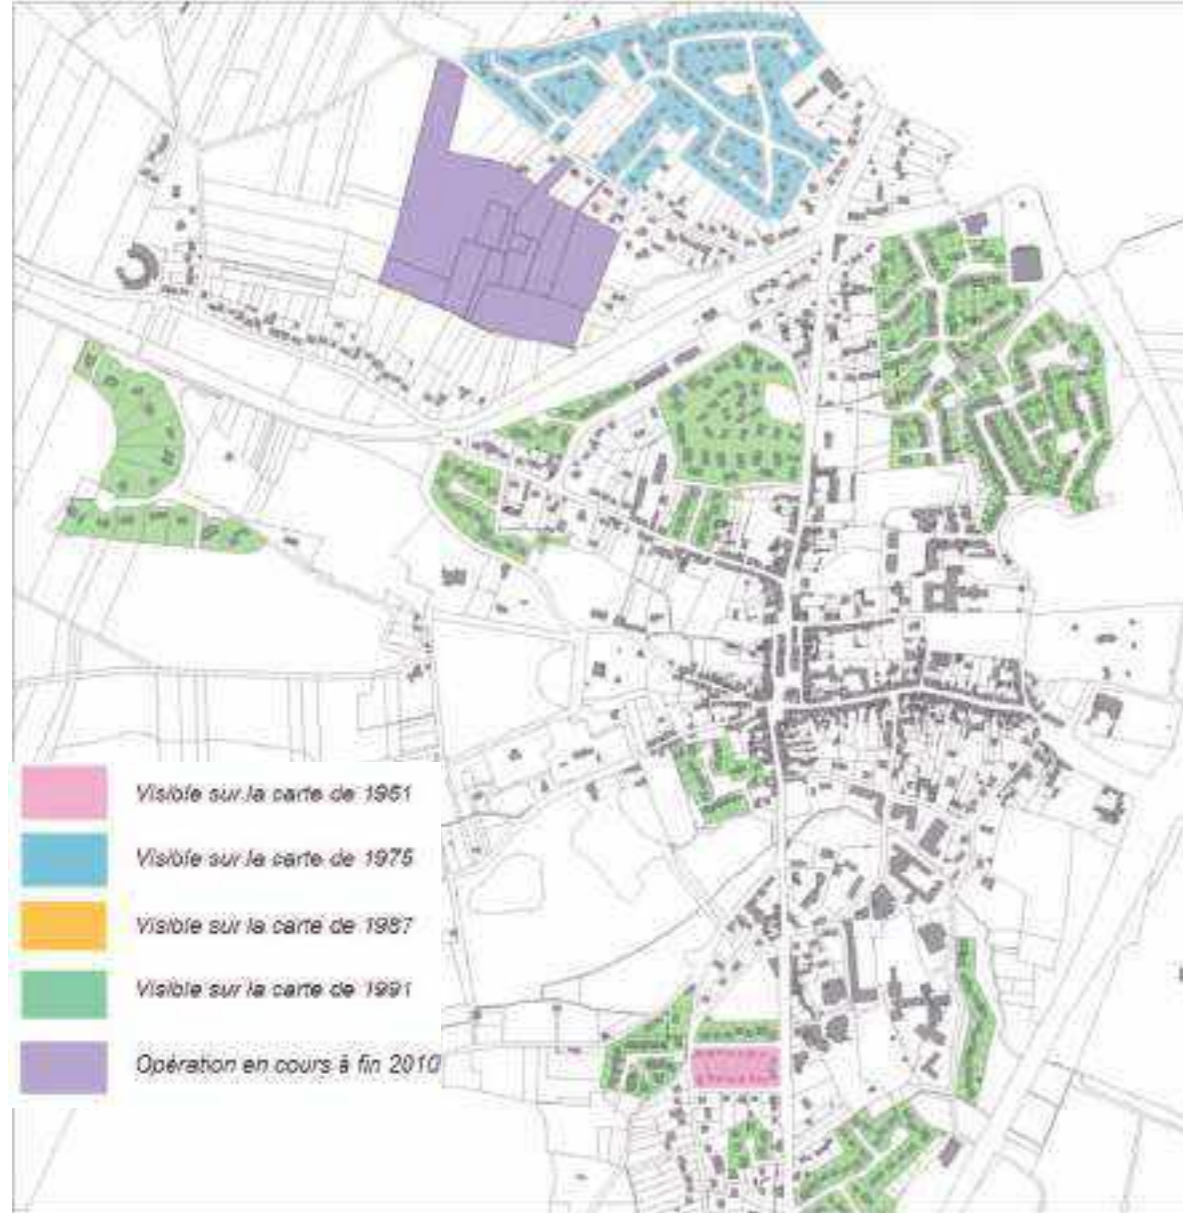 Visible sur la carte de 1961
Visible sur la carte de 1975
Visible sur la carte de 1987
Visible sur la carte de 1991
Opération en cours à fin 2010